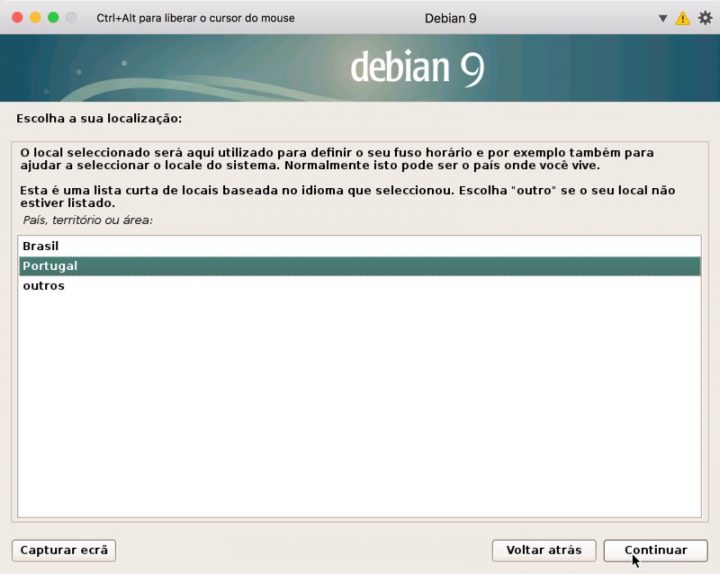 Ctrl+Alt para liberar o cursor do mouse Debian 9
debian 9
Escolha a sua localização:
O local seleccionado será aqui utilizado para definir o seu fuso horário e por exemplo também para
ajudar a seleccionar o locale do sistema. Normalmente isto pode ser o país onde você vive.
Esta é uma lista curta de locais baseada no idioma que seleccionou. Escolha "outro" se o seu local não
estiver listado.
País, território ou área:
Brasil
Portugal
outros
Capturar ecrã Voltar atrás Continuar